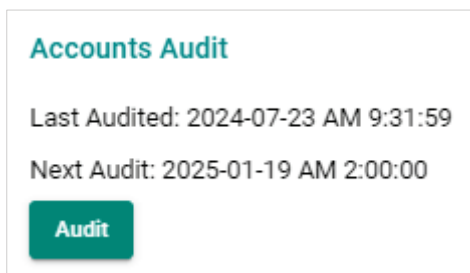 Accounts Audit
Last Audited: 2024-07-23 AM 9:31:59
Next Audit: 2025-01-19 AM 2:00:00
Audit